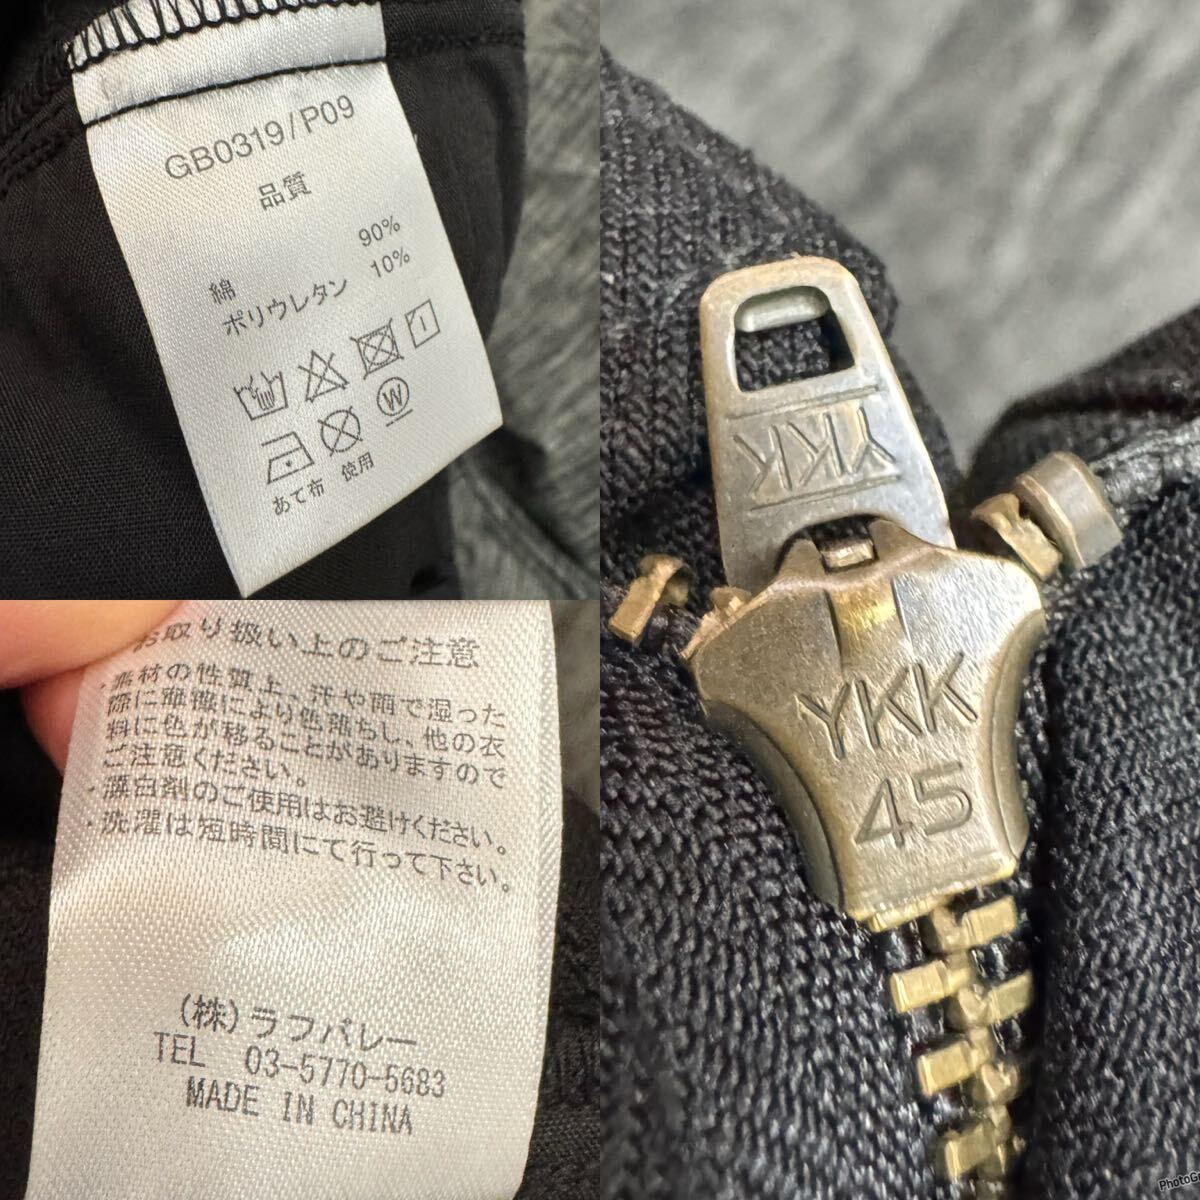 GB0319/P09
品質
綿 90%
ポリウレタン 10%
W
あて布 使用
YKK
YKK
45
お取り扱い上のご注意
・素材の性質上、汗や雨で湿った
際に摩擦により色落ちし、他の衣
料に色が移ることがありますので
ご注意ください。
・漂白剤のご使用はお避けください。
・洗濯は短時間にて行って下さい。
(株)ラフバレー
TEL 03-5770-5683
MADE IN CHINA